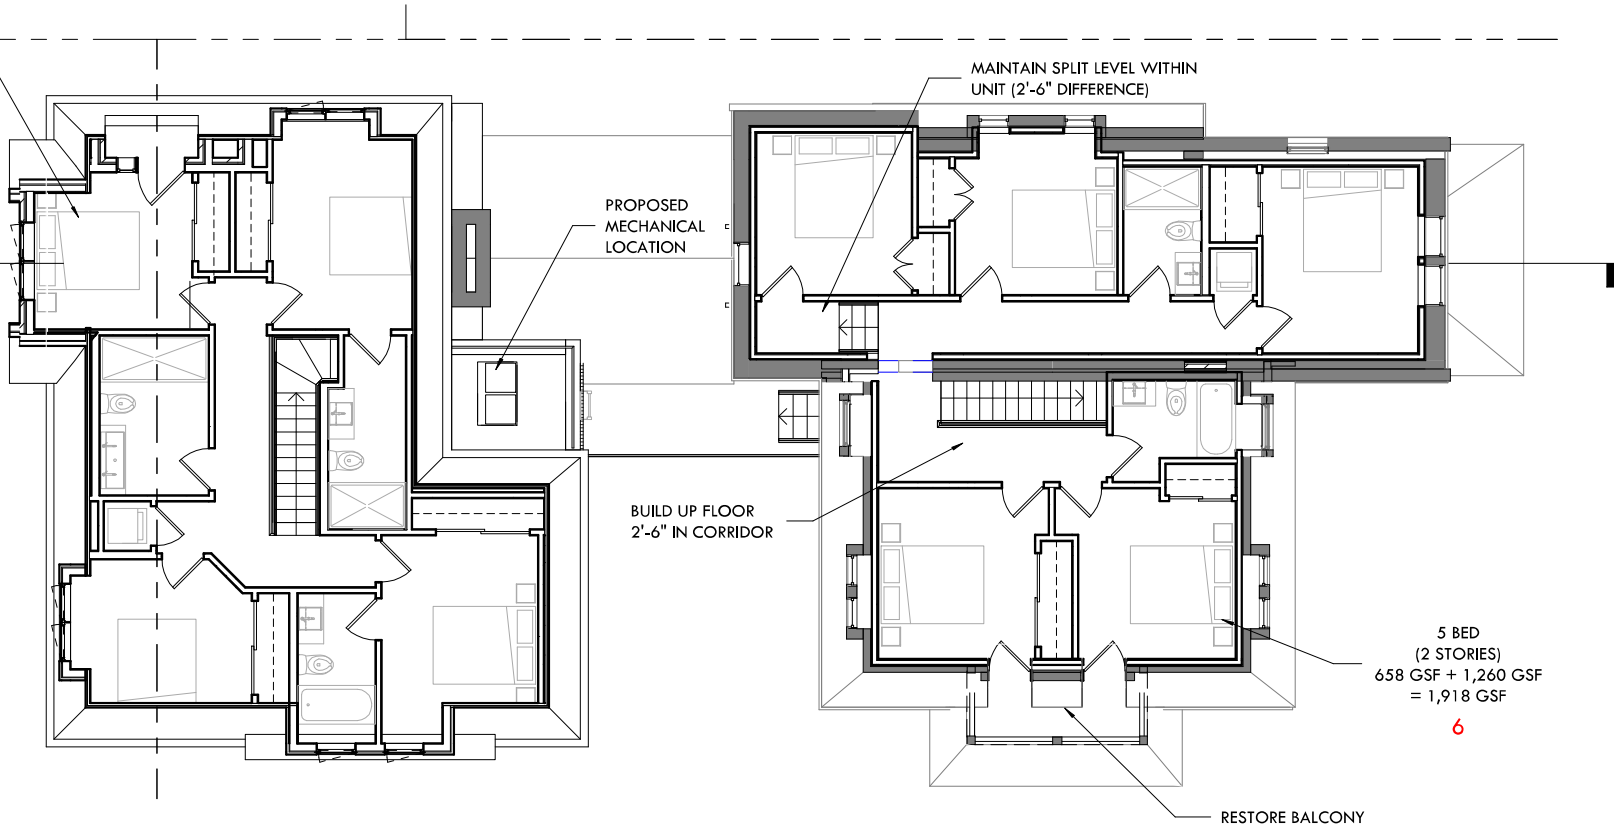 MAINTAIN SPLIT LEVEL WITHIN
UNIT (2'-6" DIFFERENCE)
PROPOSED
MECHANICAL
LOCATION
BUILD UP FLOOR
2'-6" IN CORRIDOR
5 BED
(2 STORIES)
658 GSF + 1,260 GSF
= 1,918 GSF
6
RESTORE BALCONY